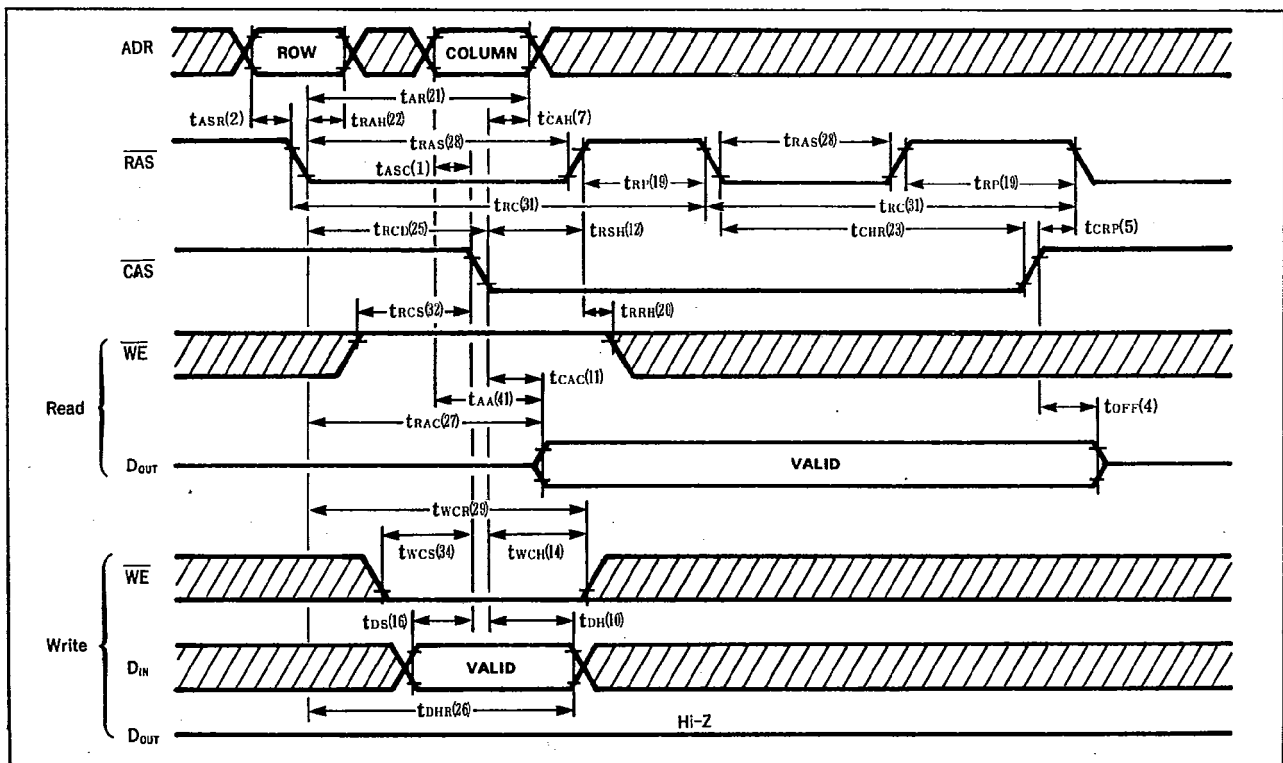 ADR
ROW
COLUMN
tAR(21)
tASR(2)
tRAH(22)
tCAH(7)
RAS
tRAS(28)
tRAS(28)
tASC(1)
tRP(19)
tRP(19)
tRC(31)
tRC(31)
tRCD(25)
tRSH(12)
tCHR(23)
tCRP(5)
CAS
tRCS(32)
tRRH(20)
Read
WE
tCAC(11)
tAA(41)
tRAC(27)
tOFF(4)
DOUT
VALID
tWCR(29)
tWCS(34)
tWCH(14)
Write
WE
tDS(16)
tDH(10)
DIN
VALID
tDHR(26)
DOUT
Hi-Z